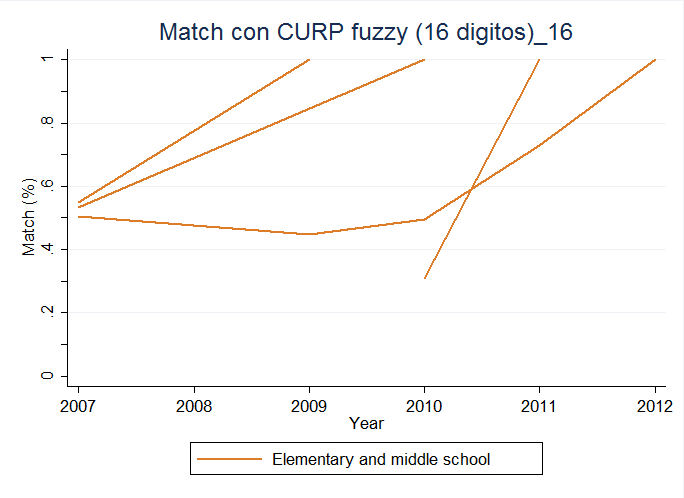 Match con CURP fuzzy (16 digitos)_16
Match (%)
1
.8
.6
.4
.2
0
2007 2008 2009 2010 2011 2012
Year
Elementary and middle school